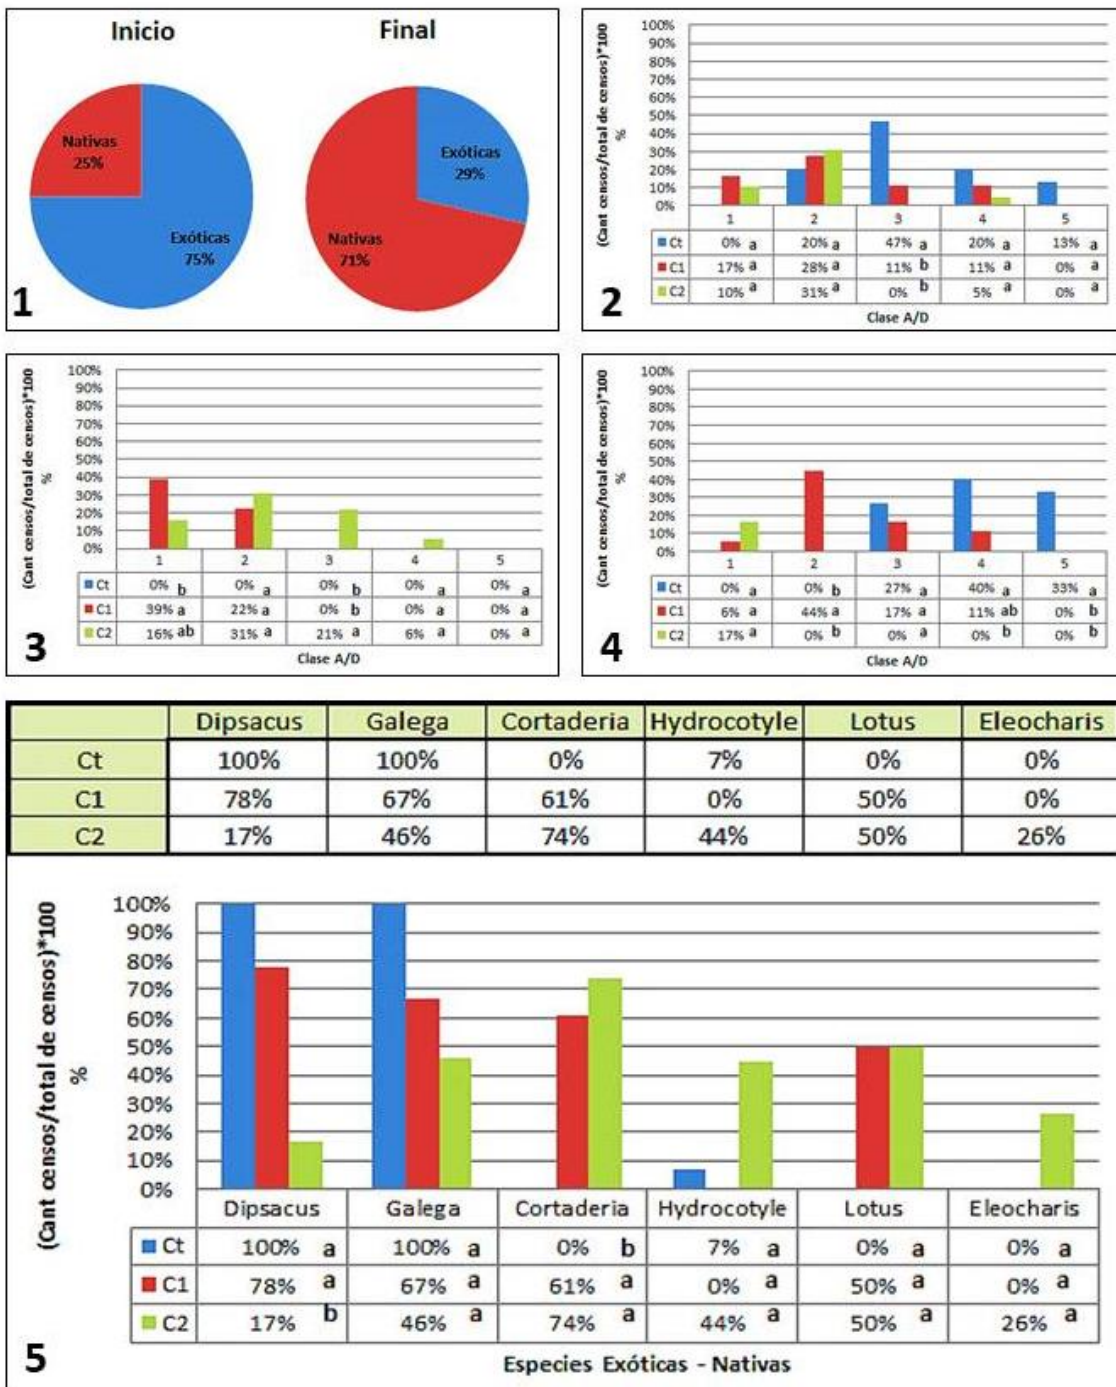 Inicio
Final
Nativas
25%
Exóticas
75%
Exóticas
29%
Nativas
71%
1
(Cant censos/total de censos)*100
%
100%
90%
80%
70%
60%
50%
40%
30%
20%
10%
0%
1 2 3 4 5
Ct 0% a 20% a 47% a 20% a 13% a
C1 17% a 28% a 11% b 11% a 0% a
C2 10% a 31% a 0% b 5% a 0% a
Clase A/D
2
(Cant censos/total de censos)*100
%
100%
90%
80%
70%
60%
50%
40%
30%
20%
10%
0%
1 2 3 4 5
Ct 0% b 0% a 0% b 0% a 0% a
C1 39% a 22% a 0% b 0% a 0% a
C2 16% ab 31% a 21% a 6% a 0% a
Clase A/D
3
(Cant censos/total de censos)*100
%
100%
90%
80%
70%
60%
50%
40%
30%
20%
10%
0%
1 2 3 4 5
Ct 0% a 0% b 27% a 40% a 33% a
C1 6% a 44% a 17% a 11% ab 0% b
C2 17% a 0% b 0% a 0% b 0% b
Clase A/D
4
Dipsacus Galega Cortaderia Hydrocotyle Lotus Eleocharis
Ct 100% 100% 0% 7% 0% 0%
C1 78% 67% 61% 0% 50% 0%
C2 17% 46% 74% 44% 50% 26%
(Cant censos/total de censos)*100
%
100%
90%
80%
70%
60%
50%
40%
30%
20%
10%
0%
Dipsacus Galega Cortaderia Hydrocotyle Lotus Eleocharis
Ct 100% a 100% a 0% b 7% a 0% a 0% a
C1 78% a 67% a 61% a 0% a 50% a 0% a
C2 17% b 46% a 74% a 44% a 50% a 26% a
Especies Exóticas - Nativas
5